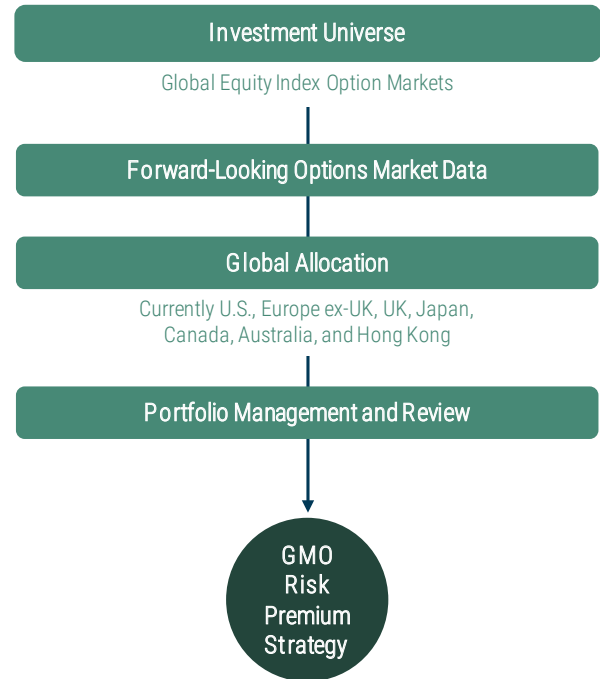 Investment Universe
Global Equity Index Option Markets
Forward-Looking Options Market Data
Global Allocation
Currently U.S., Europe ex-UK, UK, Japan,
Canada, Australia, and Hong Kong
Portfolio Management and Review
GMO
Risk
Premium
Strategy